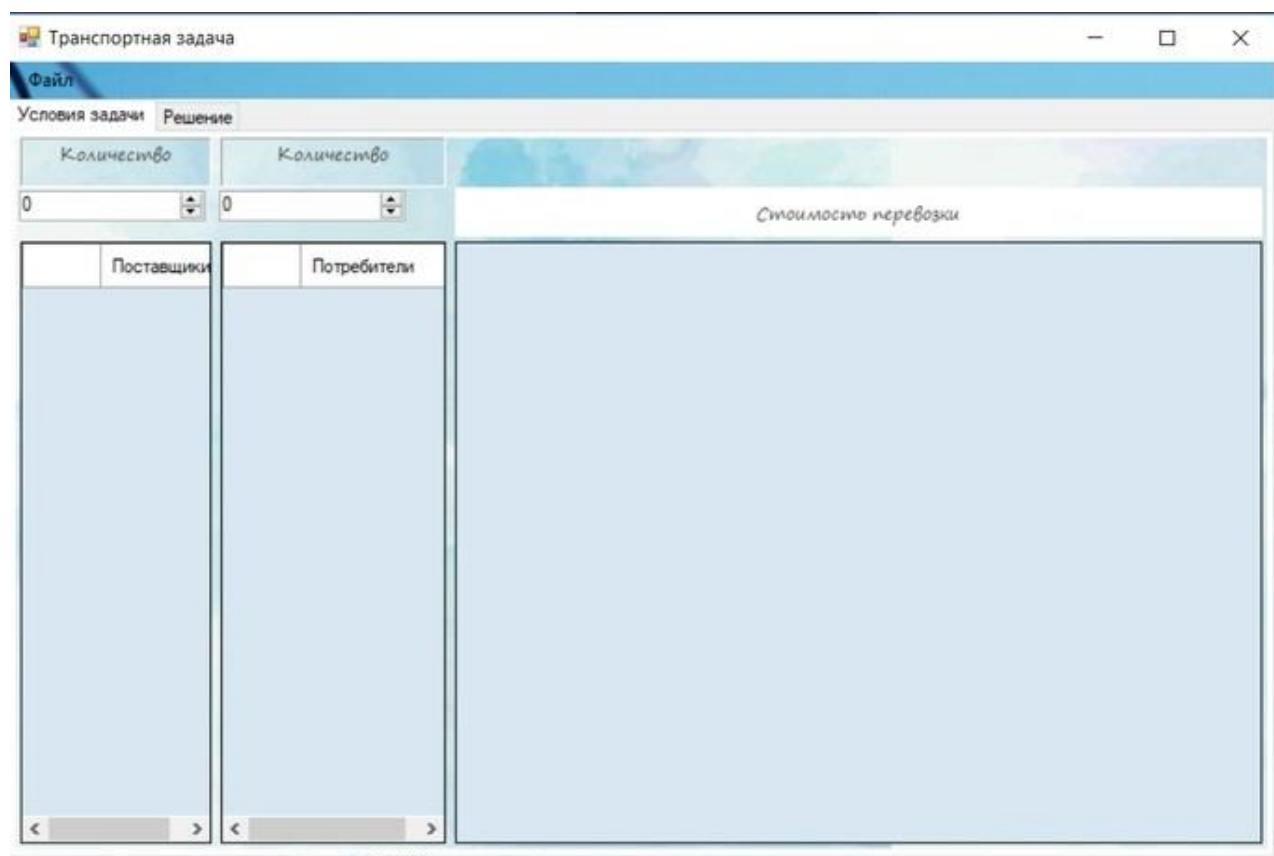 Транспортная задача
Файл
Условия задачи Решение
Количество Количество
0 0
Стоимость перевозки
Поставщики Потребители